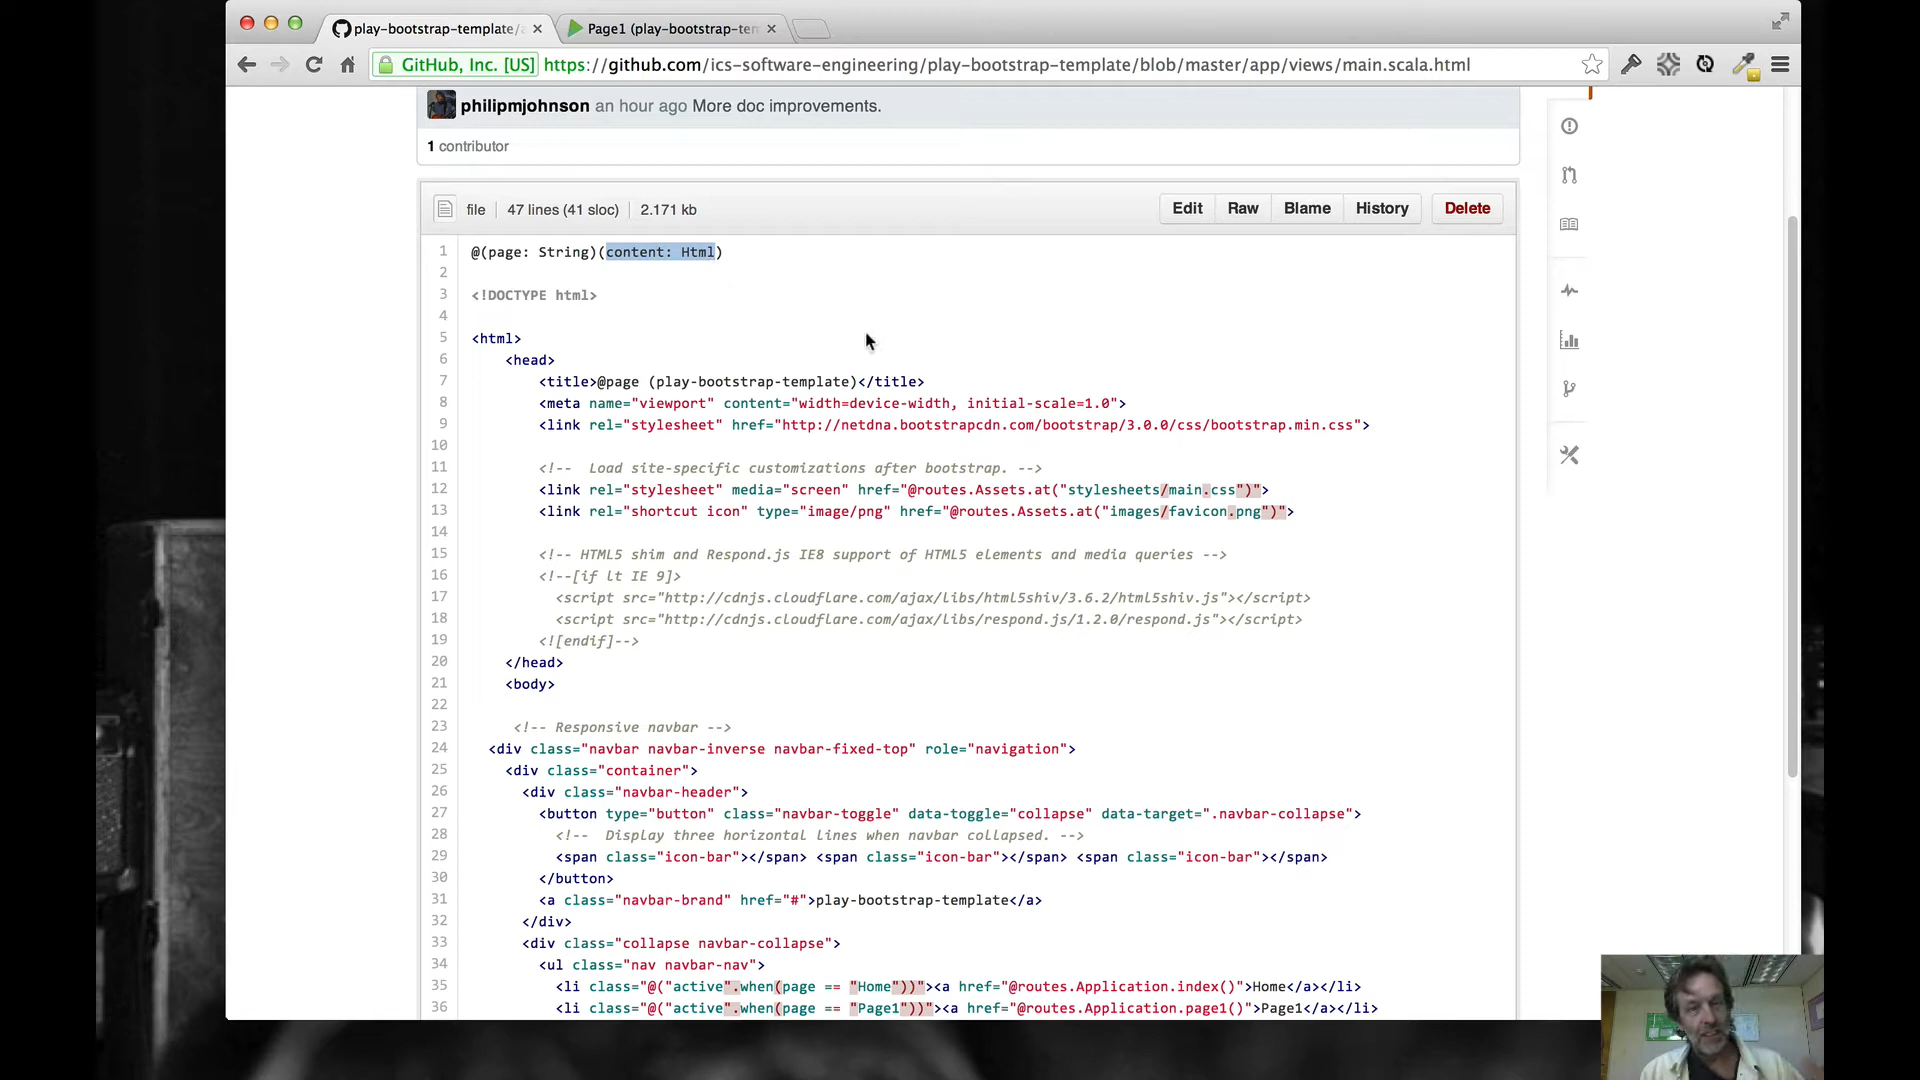 play-bootstrap-template/a
Page1 (play-bootstrap-tem
GitHub, Inc. [US] https://github.com/ics-software-engineering/play-bootstrap-template/blob/master/app/views/main.scala.html
philipmjohnson an hour ago More doc improvements.
1 contributor
file 47 lines (41 sloc) 2.171 kb Edit Raw Blame History Delete
1 @(page: String)(content: Html)
2
3 <!DOCTYPE html>
4
5 <html>
6 <head>
7 <title>@page (play-bootstrap-template)</title>
8 <meta name="viewport" content="width=device-width, initial-scale=1.0">
9 <link rel="stylesheet" href="http://netdna.bootstrapcdn.com/bootstrap/3.0.0/css/bootstrap.min.css">
10
11 <!-- Load site-specific customizations after bootstrap. -->
12 <link rel="stylesheet" media="screen" href="@routes.Assets.at("stylesheets/main.css")">
13 <link rel="shortcut icon" type="image/png" href="@routes.Assets.at("images/favicon.png")">
14
15 <!-- HTML5 shim and Respond.js IE8 support of HTML5 elements and media queries -->
16 <!--[if lt IE 9]>
17 <script src="http://cdnjs.cloudflare.com/ajax/libs/html5shiv/3.6.2/html5shiv.js"></script>
18 <script src="http://cdnjs.cloudflare.com/ajax/libs/respond.js/1.2.0/respond.js"></script>
19 <![endif]-->
20 </head>
21 <body>
22
23 <!-- Responsive navbar -->
24 <div class="navbar navbar-inverse navbar-fixed-top" role="navigation">
25 <div class="container">
26 <div class="navbar-header">
27 <button type="button" class="navbar-toggle" data-toggle="collapse" data-target=".navbar-collapse">
28 <!-- Display three horizontal lines when navbar collapsed. -->
29 <span class="icon-bar"></span> <span class="icon-bar"></span> <span class="icon-bar"></span>
30 </button>
31 <a class="navbar-brand" href="#">play-bootstrap-template</a>
32 </div>
33 <div class="collapse navbar-collapse">
34 <ul class="nav navbar-nav">
35 <li class="@("active".when(page == "Home"))"><a href="@routes.Application.index()">Home</a></li>
36 <li class="@("active".when(page == "Page1"))"><a href="@routes.Application.page1()">Page1</a></li>